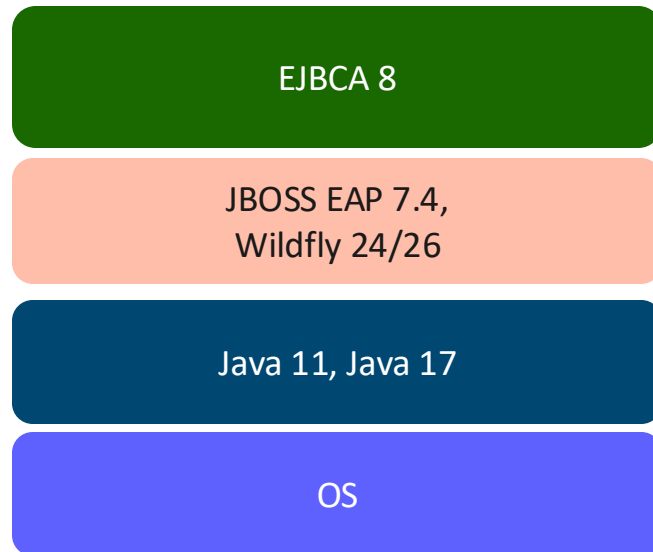 EJBCA 8
JBOSS EAP 7.4,
Wildfly 24/26
Java 11, Java 17
OS